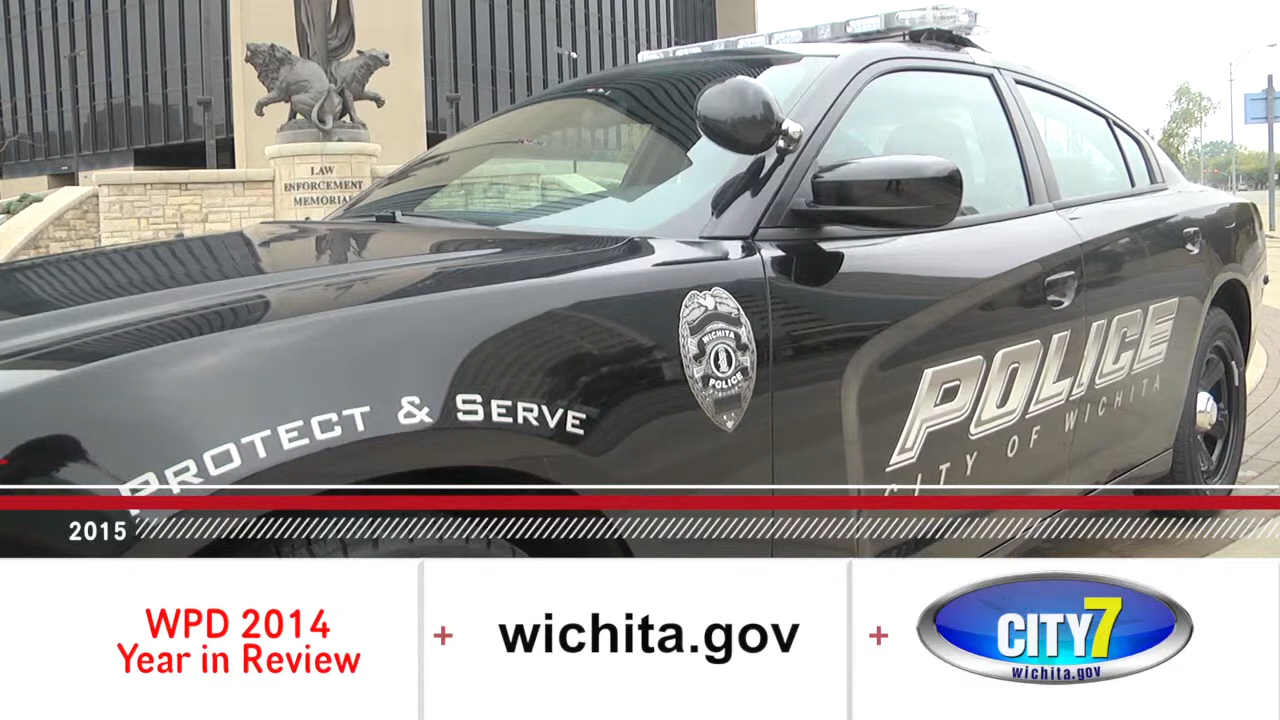 LAW
ENFORCEMENT
MEMORIAL
WICHITA
POLICE
PROTECT & SERVE
POLICE
CITY OF WICHITA
2015
WPD 2014
Year in Review
+
wichita.gov
+
CITY7
wichita.gov